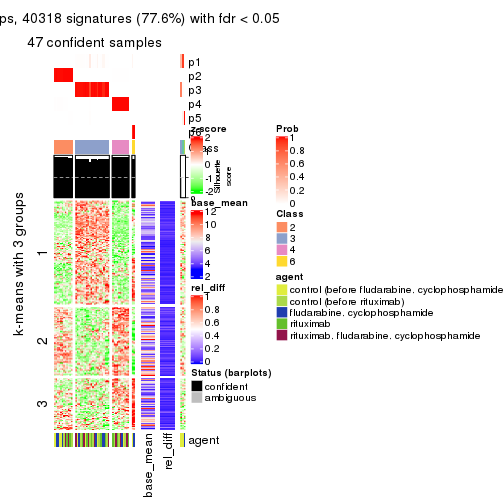 ps, 40318 signatures (77.6%) with fdr < 0.05
47 confident samples
p1
p2
p3
p4
p5
p6
Class
z-score
2
1
0
-1
-2
Silhouette
score
base_mean
12
10
8
6
4
2
rel_diff
1
0.8
0.6
0.4
0.2
0
Status (barplots)
confident
ambiguous
Prob
1
0.8
0.6
0.4
0.2
0
Class
2
3
4
6
agent
control (before fludarabine, cyclophosphamide
control (before rituximab)
fludarabine, cyclophosphamide
rituximab
rituximab, fludarabine, cyclophosphamide
k-means with 3 groups
1
2
3
agent
base_mean
rel_diff